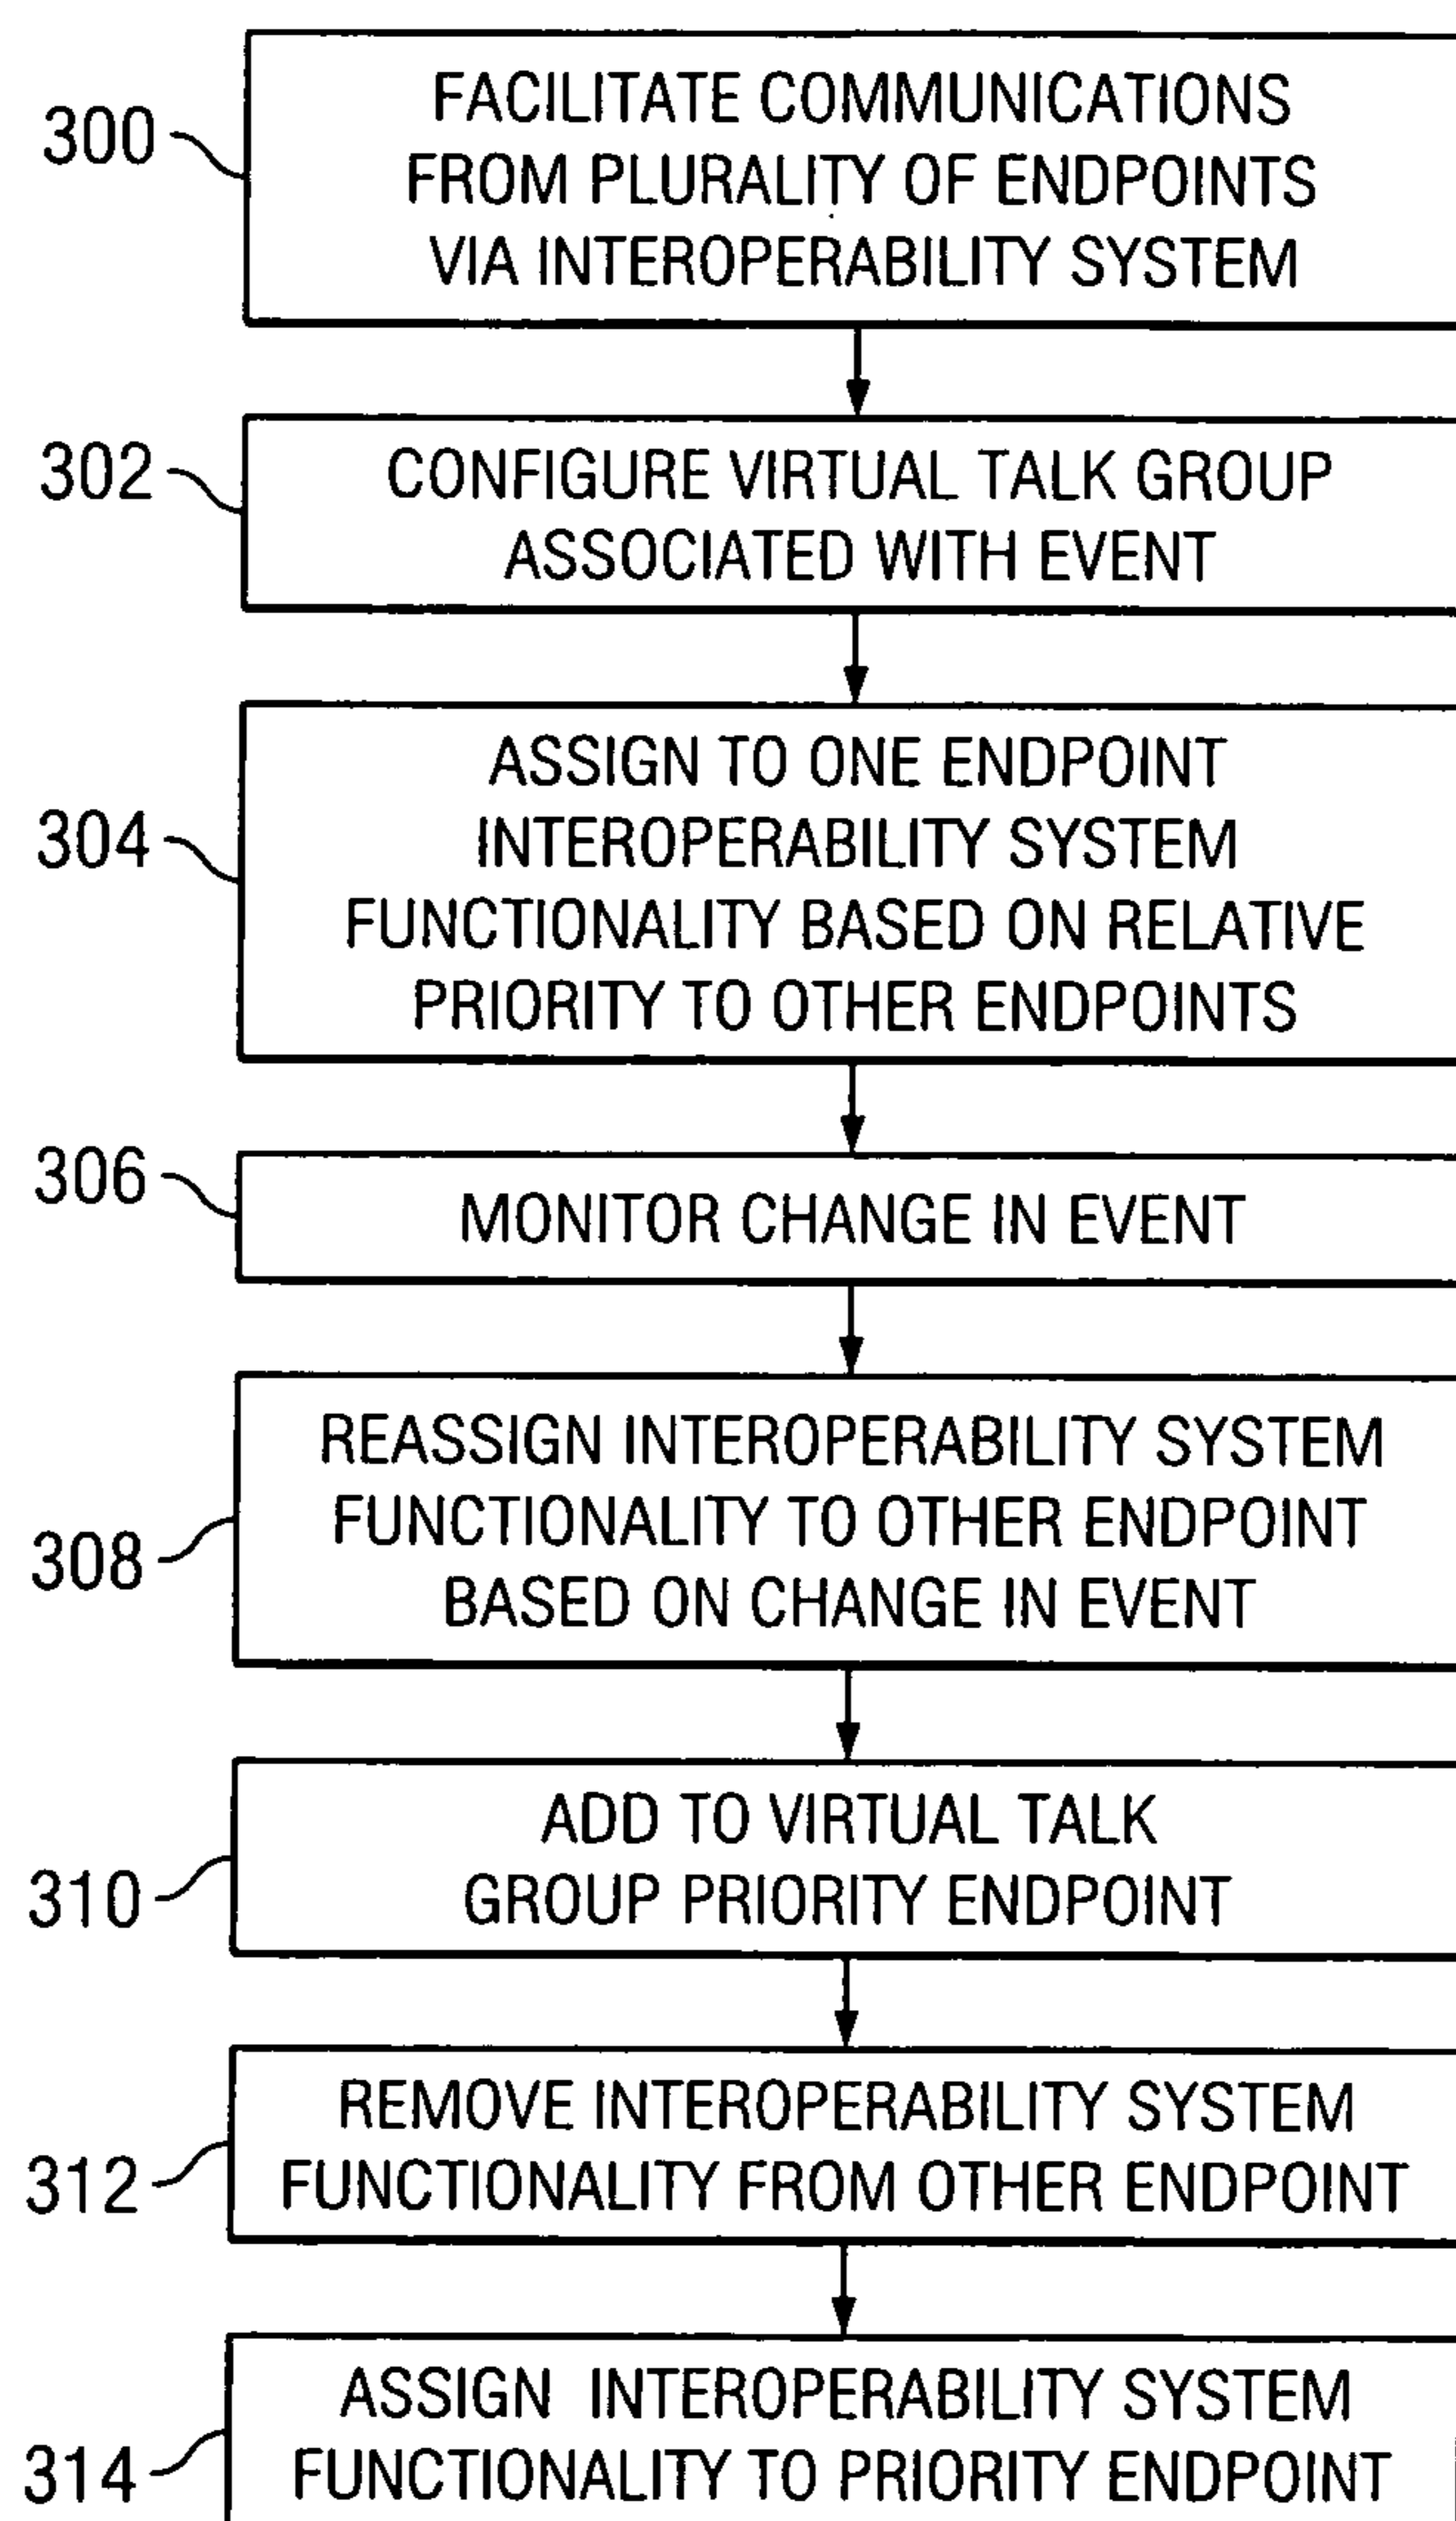 300
FACILITATE COMMUNICATIONS
FROM PLURALITY OF ENDPOINTS
VIA INTEROPERABILITY SYSTEM
302
CONFIGURE VIRTUAL TALK GROUP
ASSOCIATED WITH EVENT
304
ASSIGN TO ONE ENDPOINT
INTEROPERABILITY SYSTEM
FUNCTIONALITY BASED ON RELATIVE
PRIORITY TO OTHER ENDPOINTS
306
MONITOR CHANGE IN EVENT
308
REASSIGN INTEROPERABILITY SYSTEM
FUNCTIONALITY TO OTHER ENDPOINT
BASED ON CHANGE IN EVENT
310
ADD TO VIRTUAL TALK
GROUP PRIORITY ENDPOINT
312
REMOVE INTEROPERABILITY SYSTEM
FUNCTIONALITY FROM OTHER ENDPOINT
314
ASSIGN INTEROPERABILITY SYSTEM
FUNCTIONALITY TO PRIORITY ENDPOINT